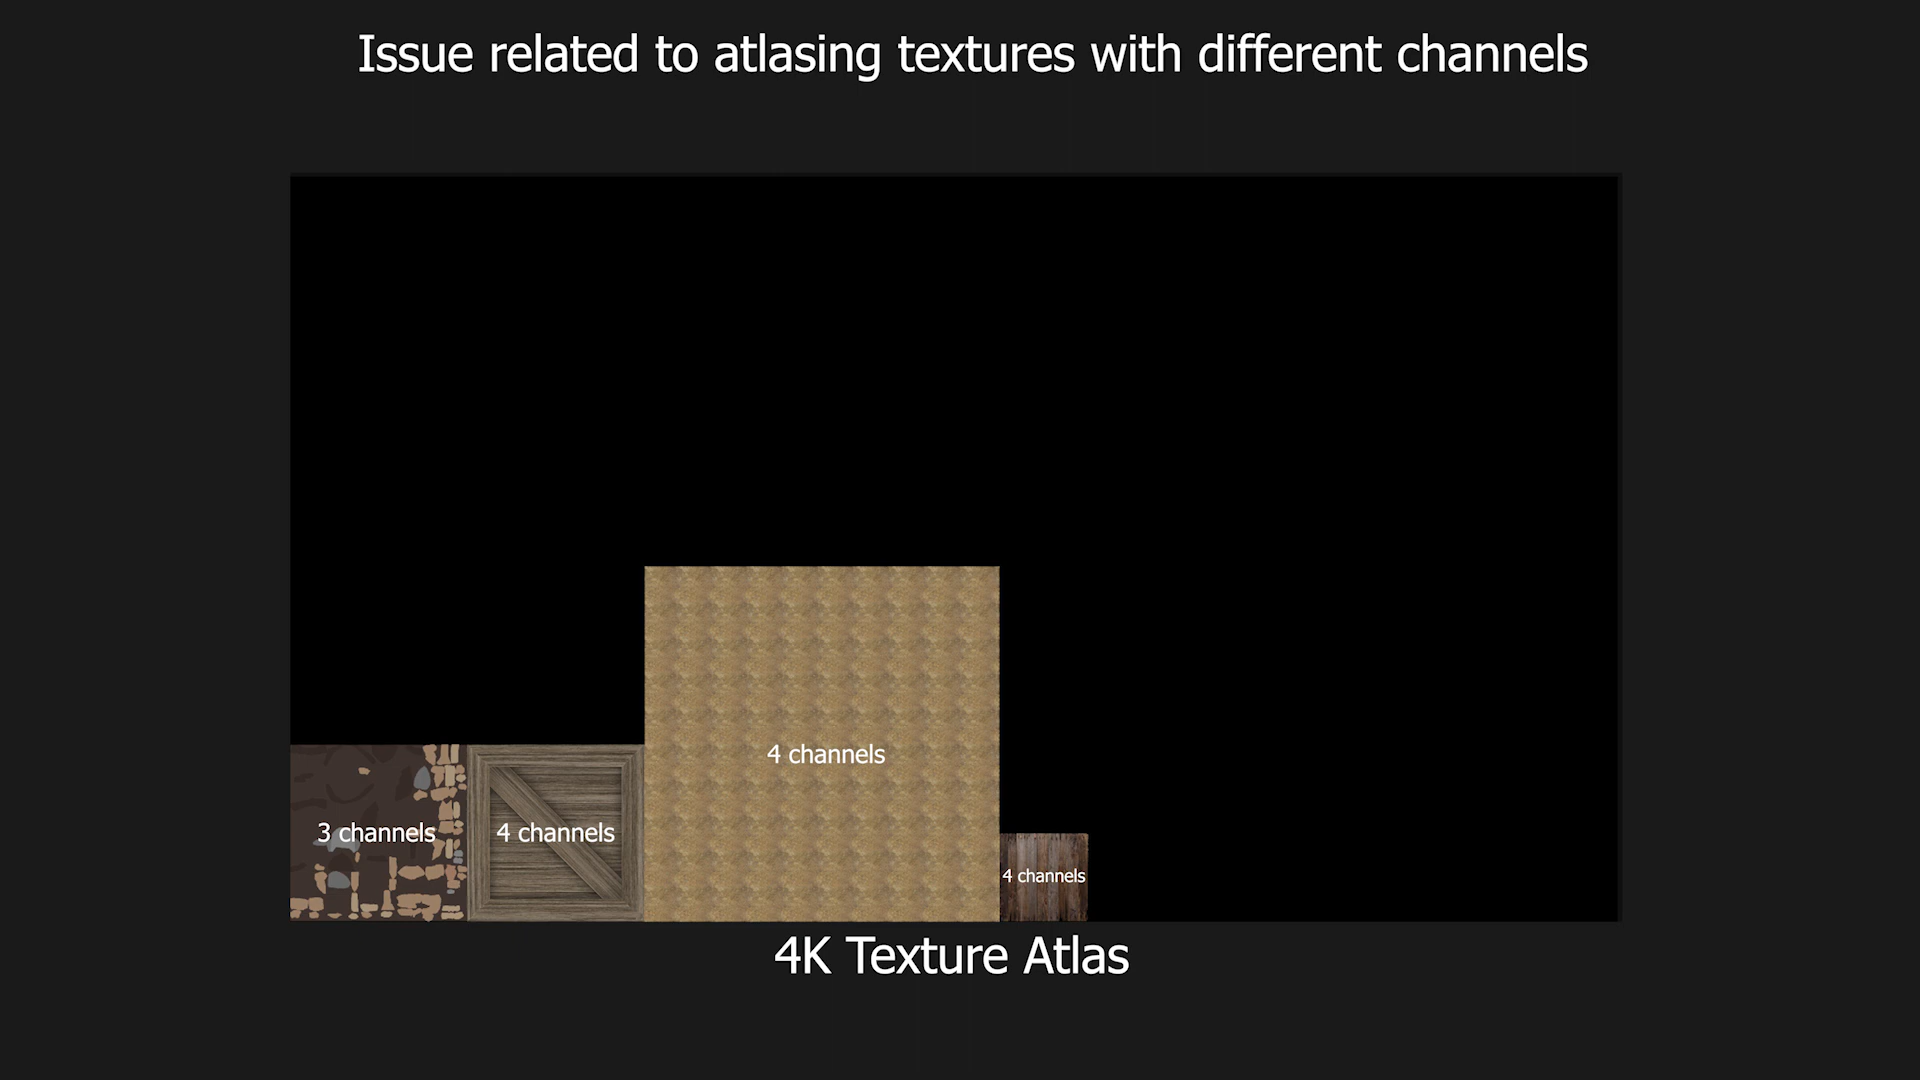 Issue related to atlasing textures with different channels
4 channels
3 channels
4 channels
4 channels
4K Texture Atlas